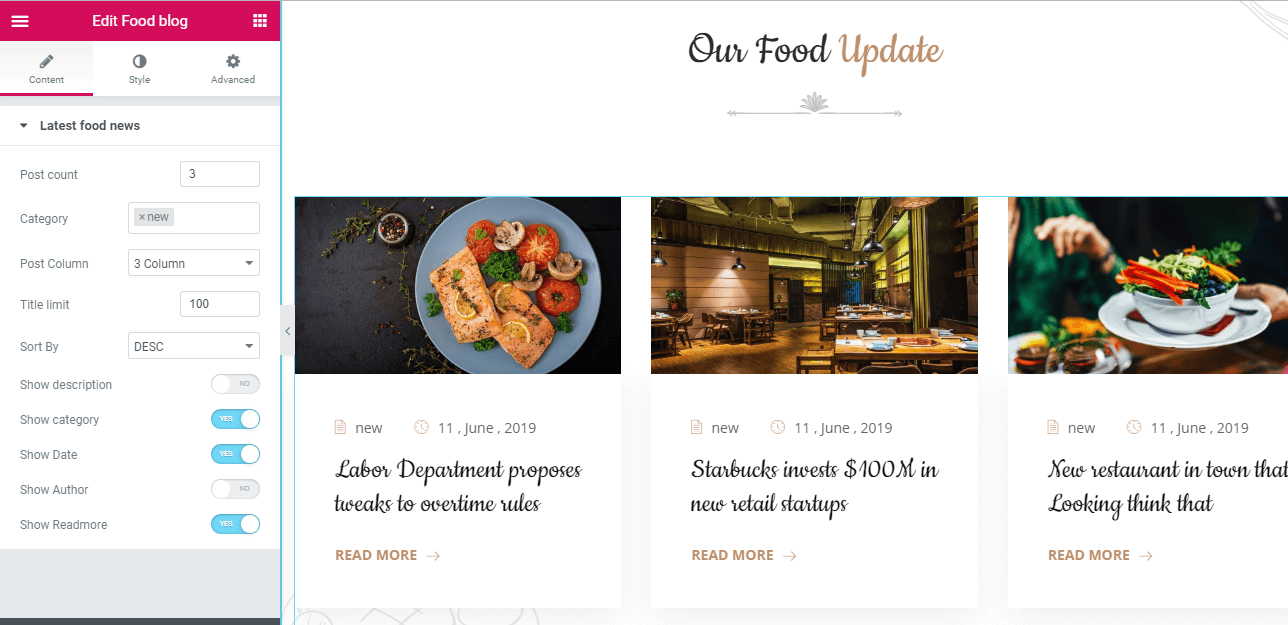 Edit Food blog
Content
Style
Advanced
Latest food news
Post count
3
Category
× new
Post Column
3 Column
Title limit
100
Sort By
DESC
Show description
NO
Show category
YES
Show Date
YES
Show Author
NO
Show Readmore
YES
Our Food Update
new
11 , June , 2019
Labor Department proposes
tweaks to overtime rules
READ MORE
new
11 , June , 2019
Starbucks invests $100M in
new retail startups
READ MORE
new
11 , June , 2019
New restaurant in town that
Looking think that
READ MORE